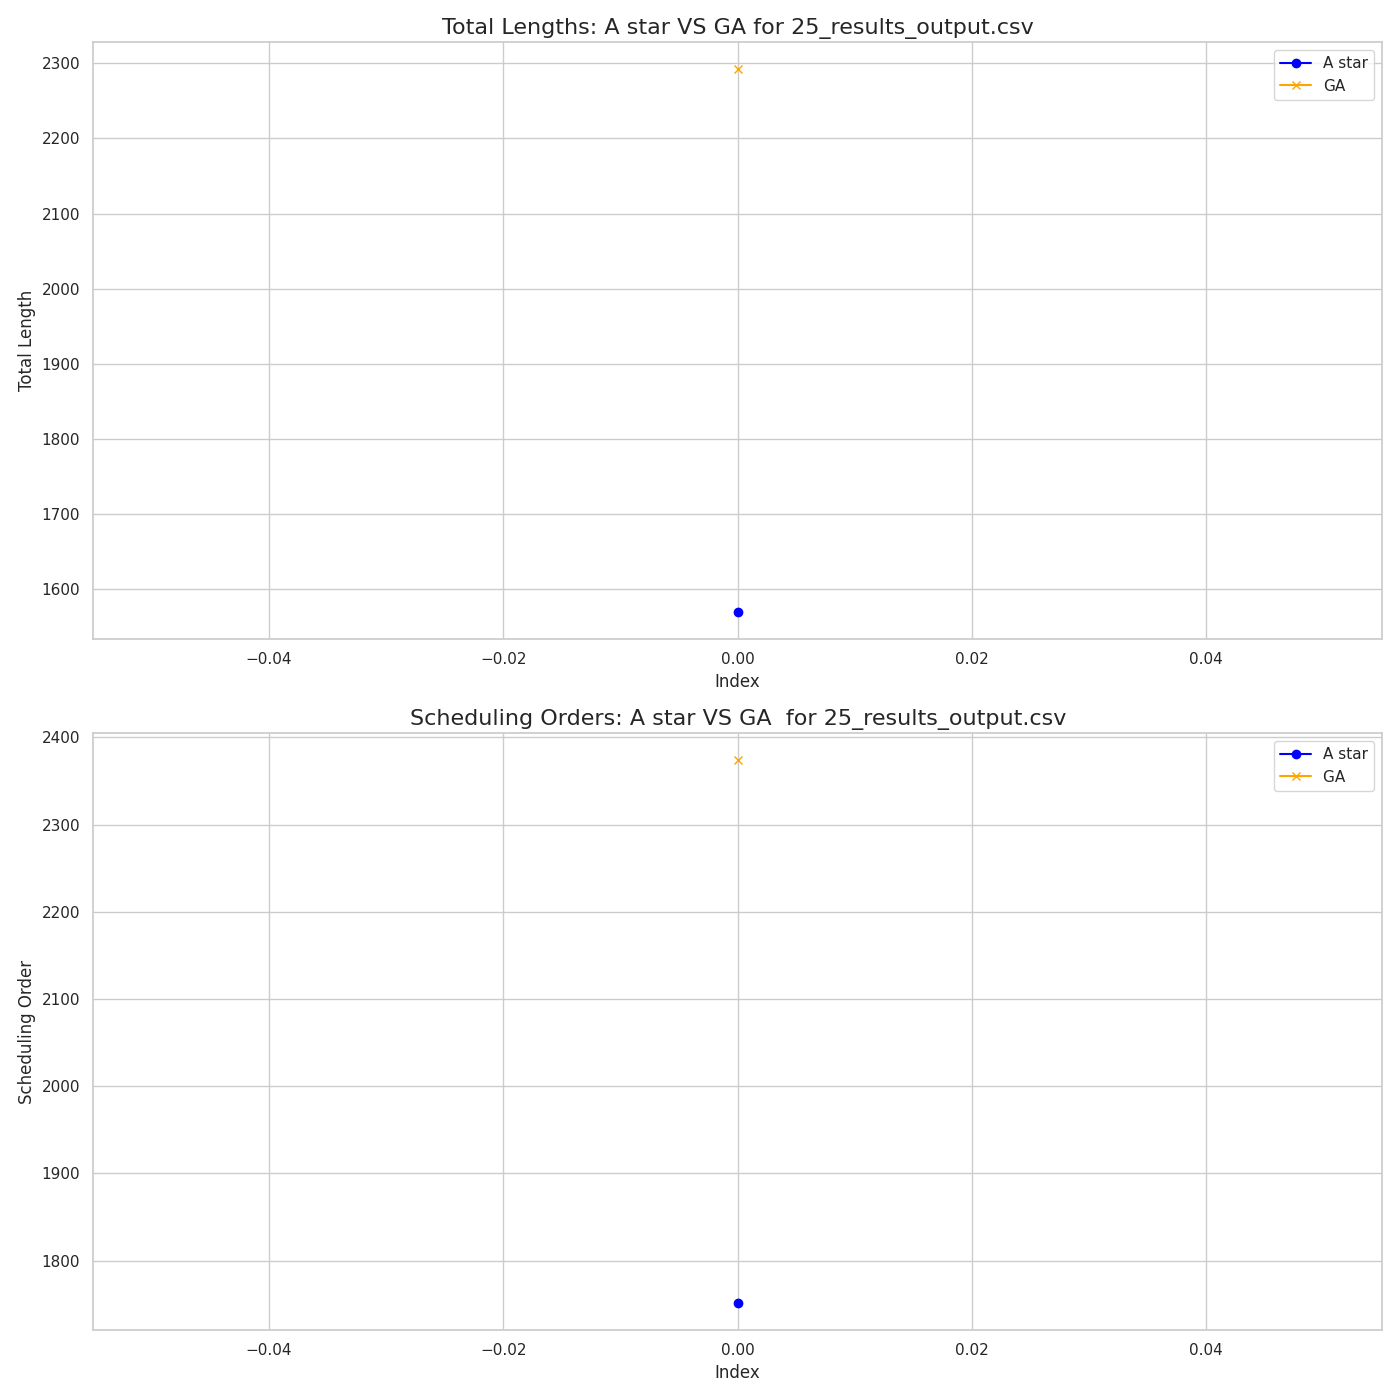 Total Lengths: A star VS GA for 25_results_output.csv
A star
GA
2300
2200
2100
2000
1900
1800
1700
1600
Total Length
−0.04 −0.02 0.00 0.02 0.04
Index
Scheduling Orders: A star VS GA  for 25_results_output.csv
A star
GA
2400
2300
2200
2100
2000
1900
1800
Scheduling Order
−0.04 −0.02 0.00 0.02 0.04
Index